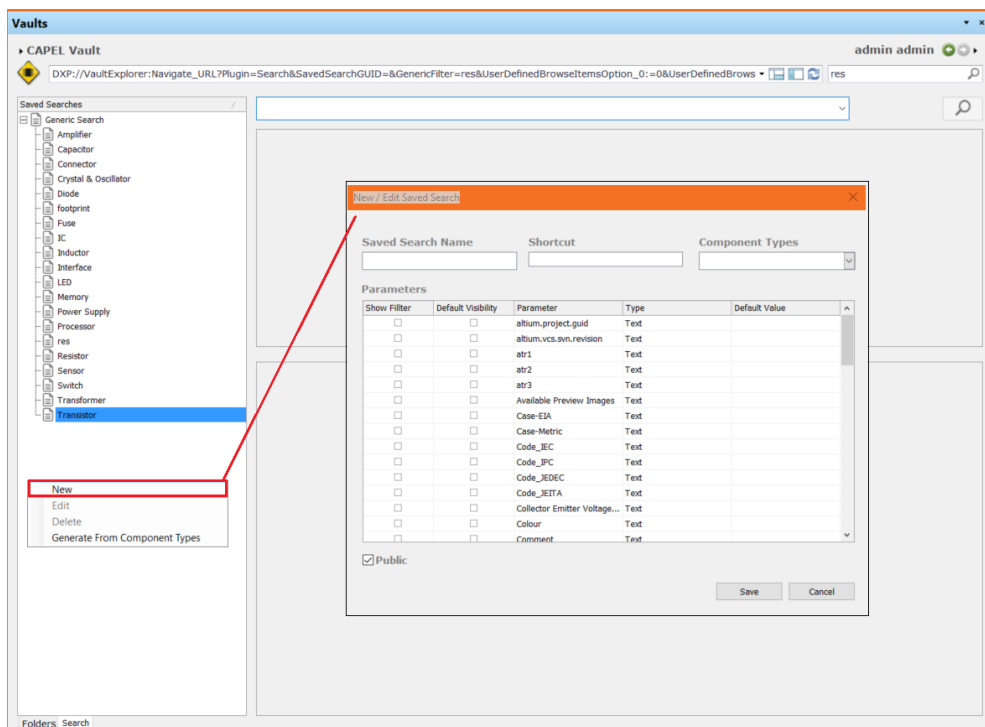 Vaults
CAPEL Vault
admin admin
DXP://VaultExplorer:Navigate_URL?Plugin=Search&SavedSearchGUID=&GenericFilter=res&UserDefinedBrowseItemsOption_0:=0&UserDefinedBrows
res
Saved Searches
Generic Search
Amplifier
Capacitor
Connector
Crystal & Oscillator
Diode
footprint
Fuse
IC
Inductor
Interface
LED
Memory
Power Supply
Processor
res
Resistor
Sensor
Switch
Transformer
Transistor
New
Edit
Delete
Generate From Component Types
New / Edit Saved Search
Saved Search Name Shortcut Component Types
Parameters
Show Fillter Default Visibility Parameter Type Default Value
altium.project.guid Text
altium.vcs.svn.revision Text
atr1 Text
atr2 Text
atr3 Text
Available Preview Images Text
Case-EIA Text
Case-Metric Text
Code_IEC Text
Code_IPC Text
Code_JEDEC Text
Code_JEITA Text
Collector Emitter Voltage... Text
Colour Text
Comment Text
Public
Save Cancel
Folders Search